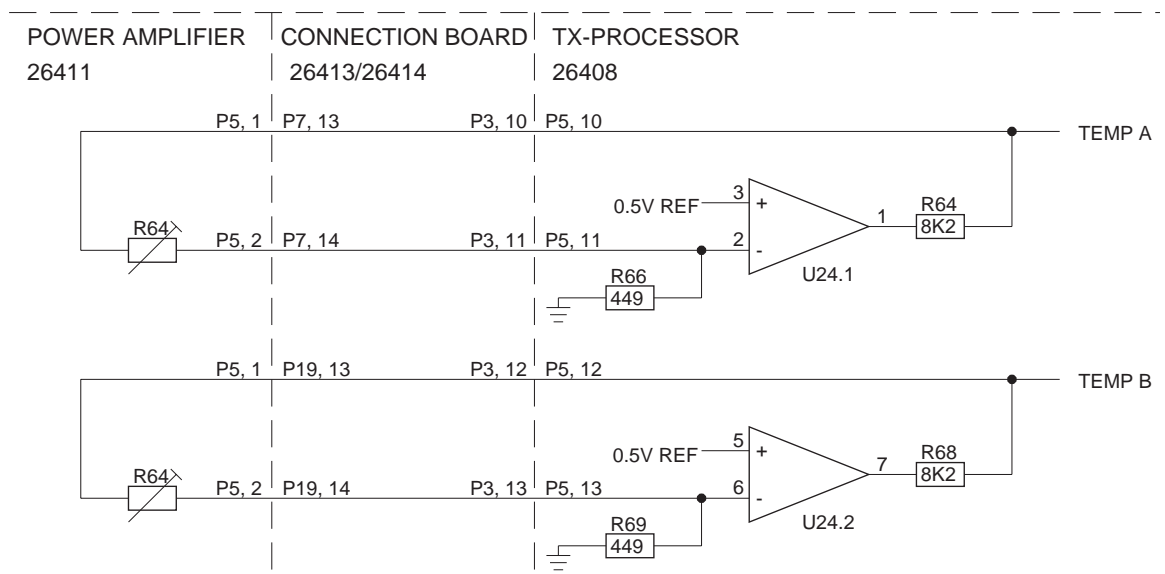 POWER AMPLIFIER CONNECTION BOARD TX-PROCESSOR
26411 26413/26414 26408
P5, 1 P7, 13 P3, 10 P5, 10
TEMP A
0.5V REF 3 + 1 R64
8K2
R64
P5, 2 P7, 14 P3, 11 P5, 11 2 -
U24.1
R66
449
P5, 1 P19, 13 P3, 12 P5, 12
TEMP B
0.5V REF 5 + 7 R68
8K2
R64
P5, 2 P19, 14 P3, 13 P5, 13 6 -
U24.2
R69
449